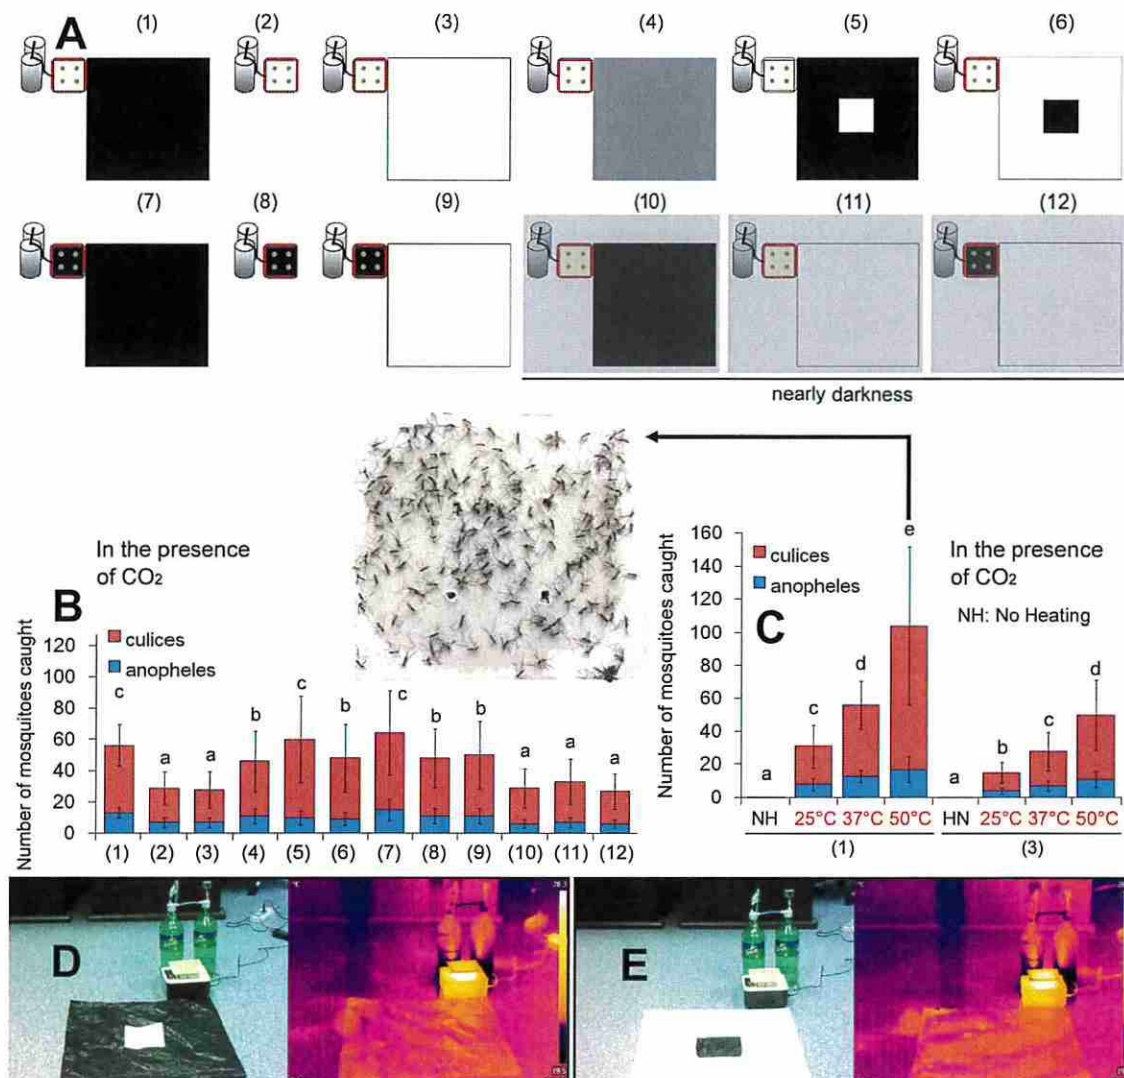 A
(1) (2) (3) (4) (5) (6)
(7) (8) (9) (10) (11) (12)
nearly darkness
In the presence
of CO2
B
culices
anopheles
Number of mosquitoes caught
120
100
80
60
40
20
0
c a a b c b c b b a a a
(1) (2) (3) (4) (5) (6) (7) (8) (9) (10) (11) (12)
C
culices
anopheles
In the presence
of CO2
NH: No Heating
Number of mosquitoes caught
160
140
120
100
80
60
40
20
0
a c d e a b c d
NH 25°C 37°C 50°C HN 25°C 37°C 50°C
(1) (3)
D
°C
E
°C